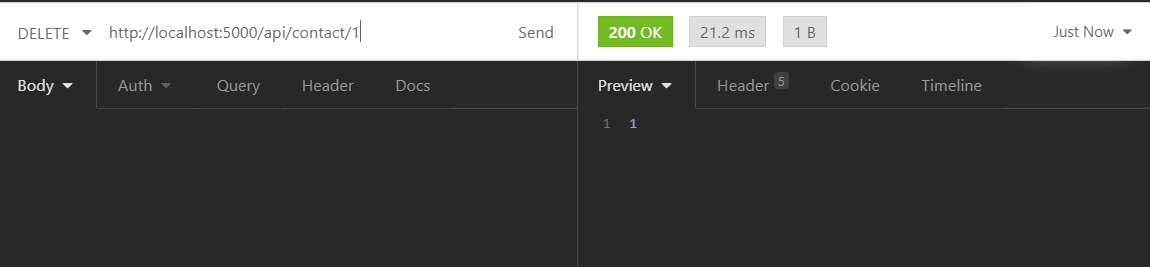 DELETE http://localhost:5000/api/contact/1 Send 200 OK 21.2 ms 1 B Just Now
Body Auth Query Header Docs Preview Header 5 Cookie Timeline
1 1